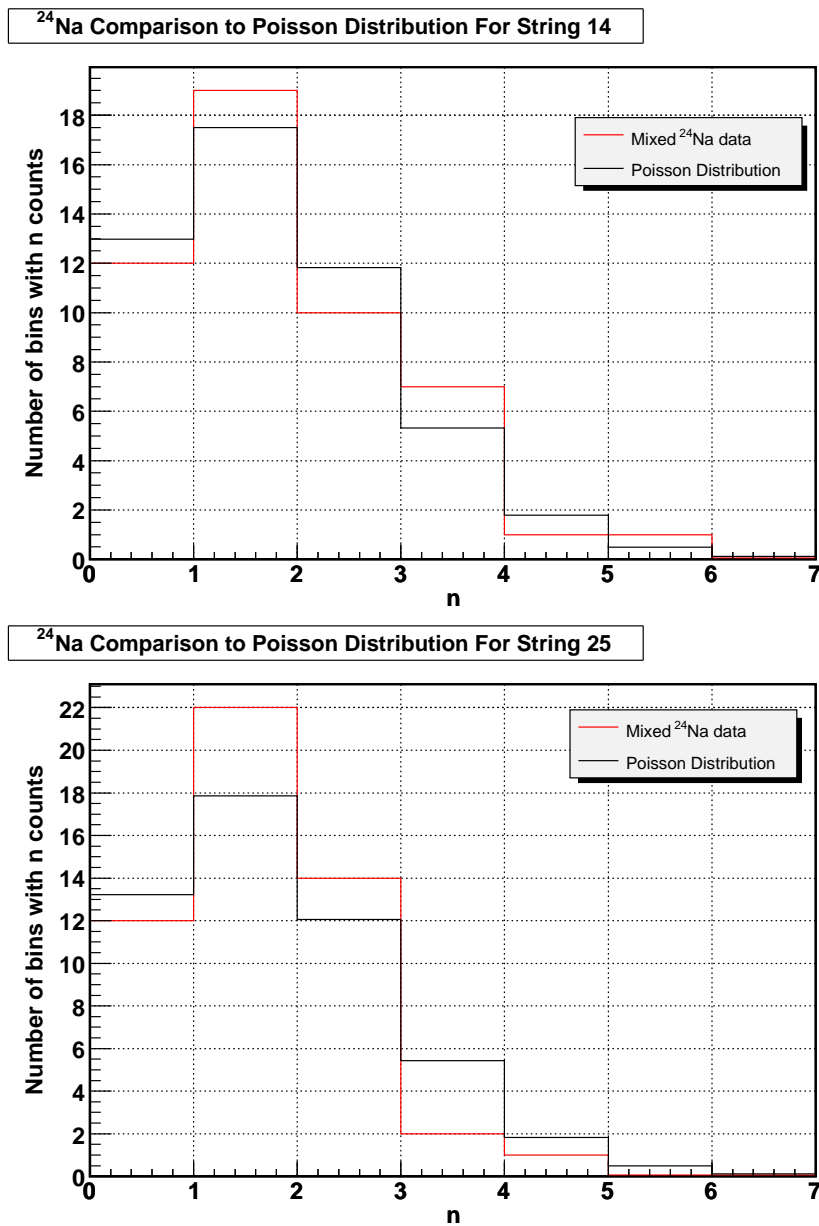 24Na Comparison to Poisson Distribution For String 14
Number of bins with n counts
18
16
14
12
10
8
6
4
2
0
Mixed 24Na data
Poisson Distribution
0 1 2 3 4 5 6 7
n
24Na Comparison to Poisson Distribution For String 25
Number of bins with n counts
22
20
18
16
14
12
10
8
6
4
2
0
Mixed 24Na data
Poisson Distribution
0 1 2 3 4 5 6 7
n